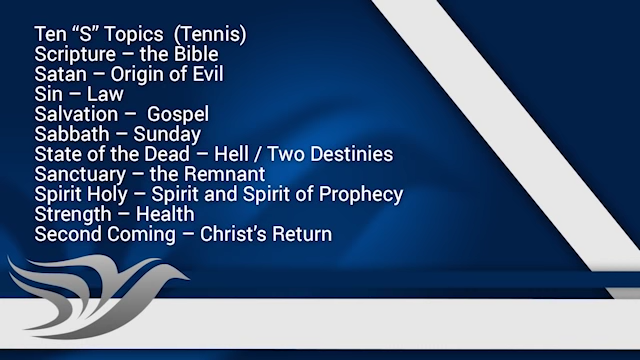 Ten “S” Topics  (Tennis)
Scripture – the Bible
Satan – Origin of Evil
Sin – Law
Salvation –  Gospel
Sabbath – Sunday
State of the Dead – Hell / Two Destinies
Sanctuary – the Remnant
Spirit Holy – Spirit and Spirit of Prophecy
Strength – Health
Second Coming – Christ’s Return